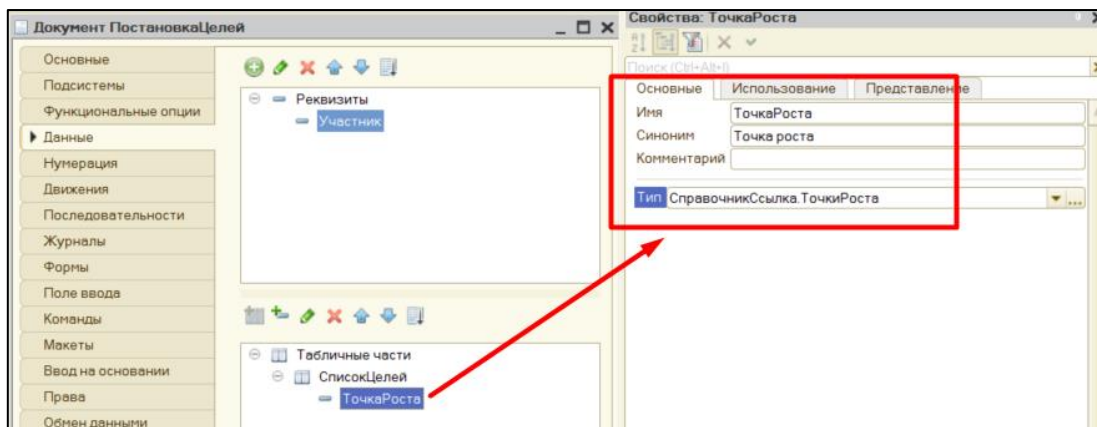 Документ ПостановкаЦелей
Основные
Подсистемы
Функциональные опции
Данные
Нумерация
Движения
Последовательности
Журналы
Формы
Поле ввода
Команды
Макеты
Ввод на основании
Права
Обмен данными
Реквизиты
Участник
Табличные части
СписокЦелей
ТочкаРоста
Свойства: ТочкаРоста
Поиск (Ctrl+Alt+I)
Основные Использование Представление
Имя ТочкаРоста
Синоним Точка роста
Комментарий
Тип СправочникСсылка.ТочкиРоста